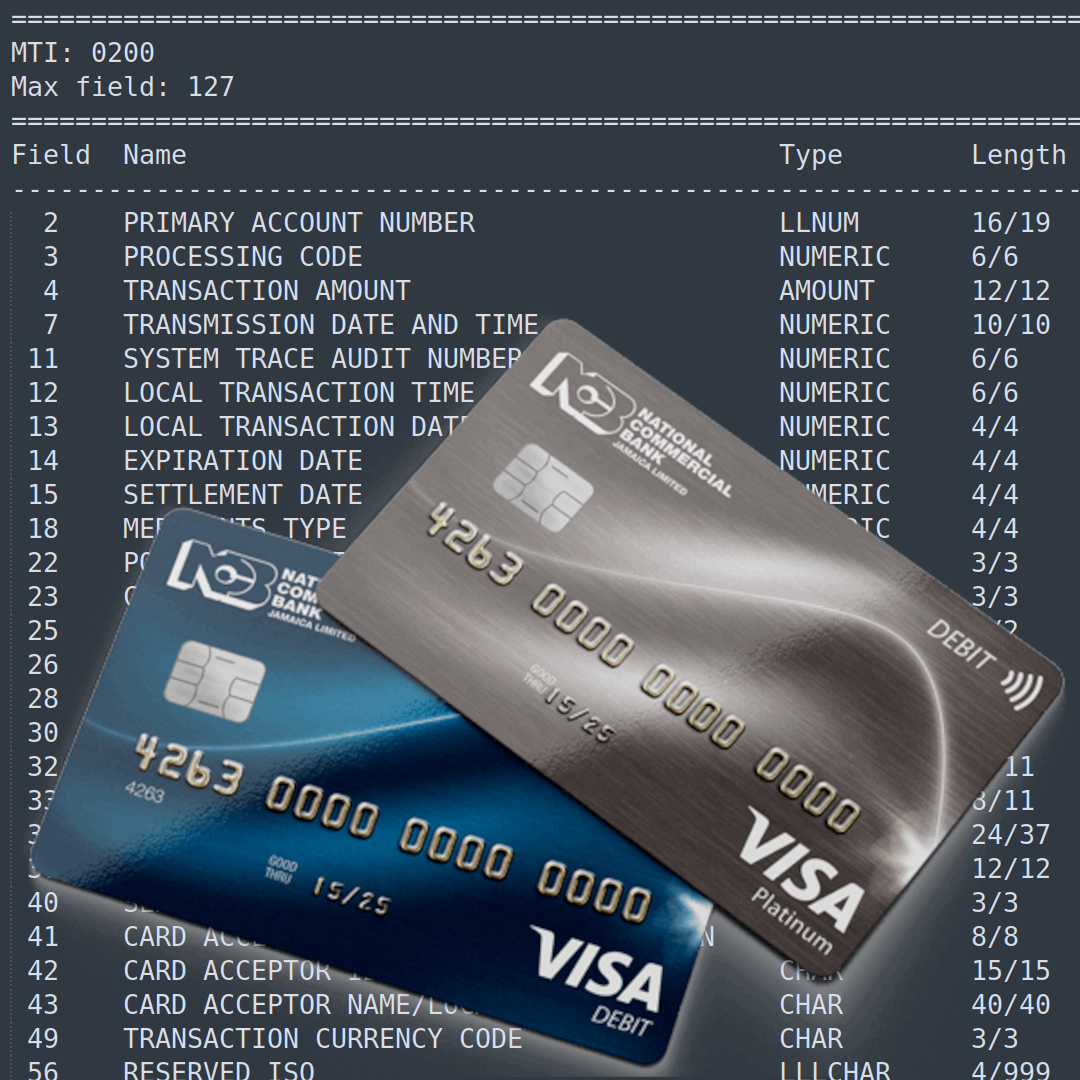 MTI: 0200
Max field: 127
Field Name Type Length
2 PRIMARY ACCOUNT NUMBER LLNUM 16/19
3 PROCESSING CODE NUMERIC 6/6
4 TRANSACTION AMOUNT AMOUNT 12/12
7 TRANSMISSION DATE AND TIME NUMERIC 10/10
11 SYSTEM TRACE AUDIT NUMBER NUMERIC 6/6
12 LOCAL TRANSACTION TIME NUMERIC 6/6
13 LOCAL TRANSACTION DATE NUMERIC 4/4
14 EXPIRATION DATE NUMERIC 4/4
15 SETTLEMENT DATE 4/4
18 TYPE 4/4
22 3/3
23 3/3
25
26
28
30
32
33 8/11
24/37
12/12
40 3/3
41 CARD 8/8
42 CARD ACCEPTOR CHAR 15/15
43 CARD ACCEPTOR CHAR 40/40
49 TRANSACTION CURRENCY CODE CHAR 3/3
56 RESERVED ISO LLLCHAR 4/999
NCB
NATIONAL
COMMERCIAL
BANK
JAMAICA LIMITED
4263 0000 0000 0000
GOOD
THRU 15/25
DEBIT
VISA
Platinum
NCB
BANK
JAMAICA LIMITED
4263 0000 0000 0000
4263
GOOD
THRU 15/25
VISA
DEBIT